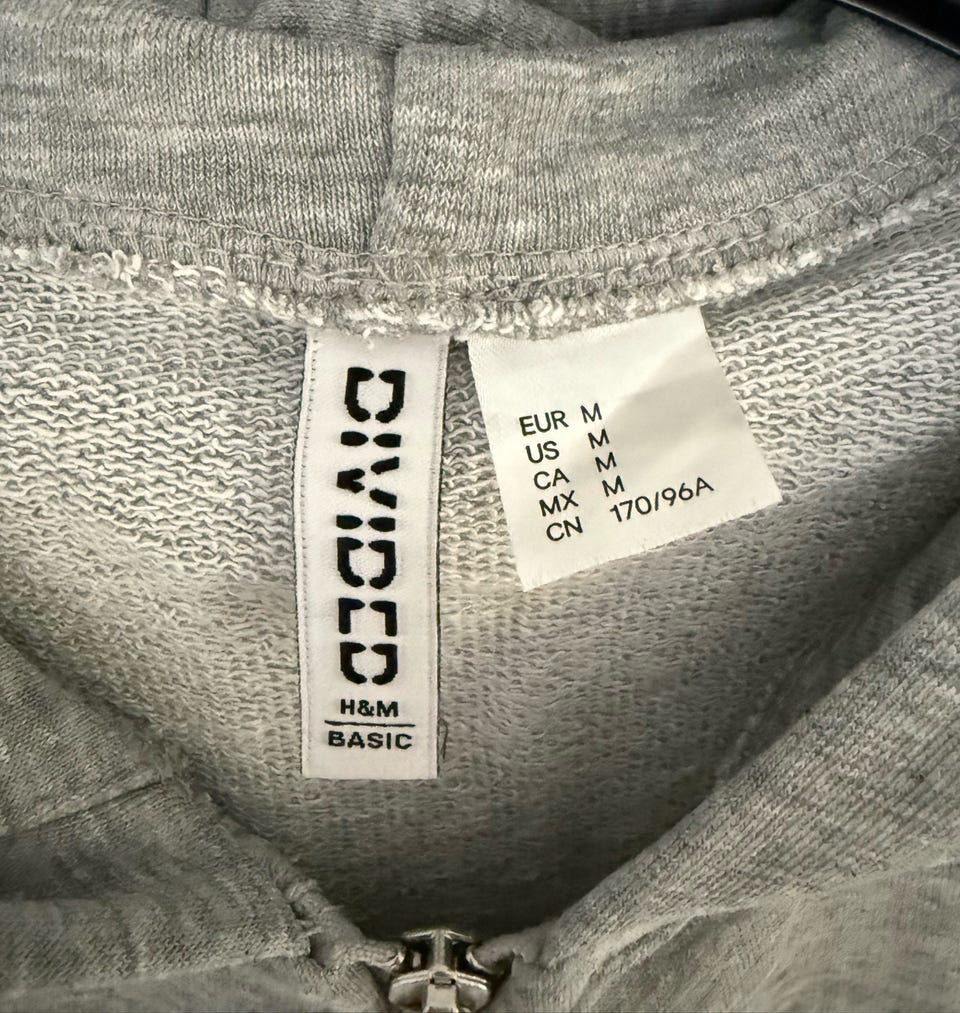 DIVIDED
H&M
BASIC
EUR M
US M
CA M
MX M
CN 170/96A